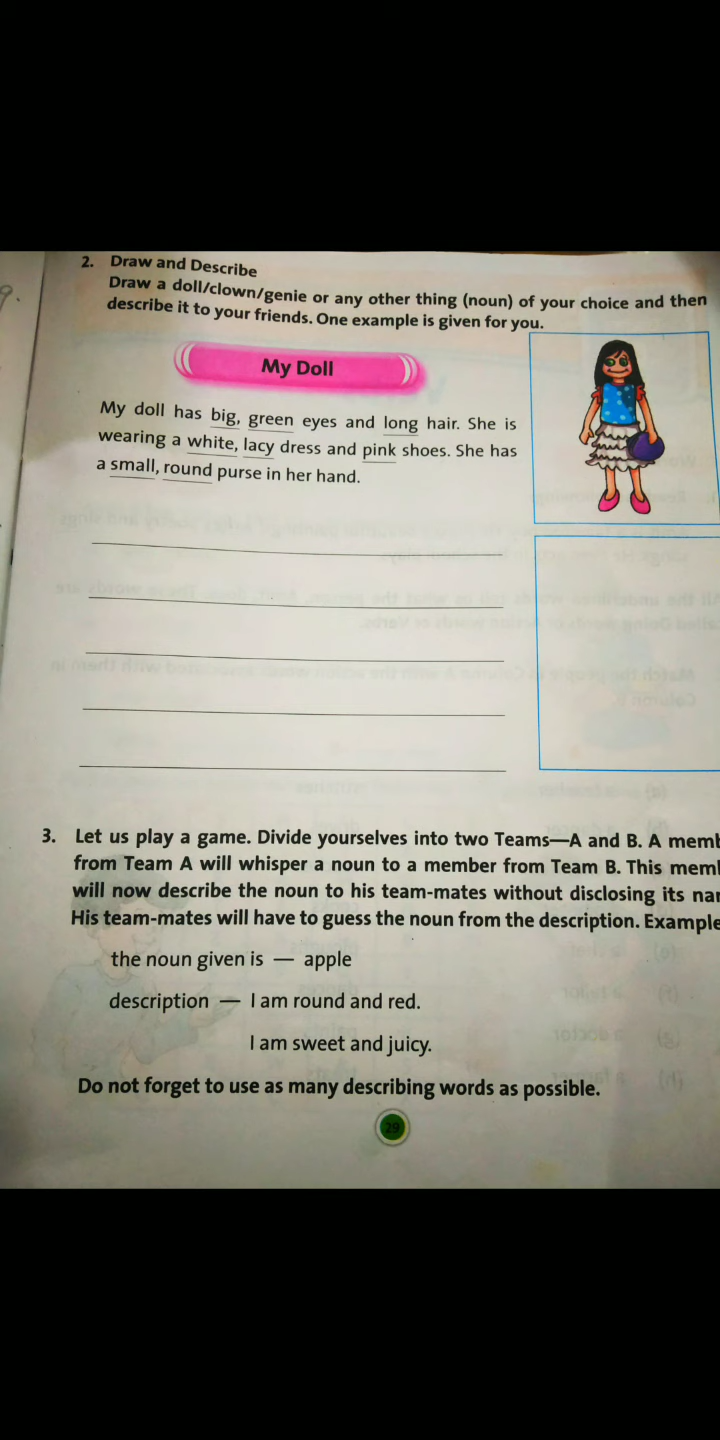 2. Draw and Describe
Draw a doll/clown/genie or any other thing (noun) of your choice and then
describe it to your friends. One example is given for you.
My Doll
My doll has big, green eyes and long hair. She is
wearing a white, lacy dress and pink shoes. She has
a small, round purse in her hand.
3. Let us play a game. Divide yourselves into two Teams—A and B. A memb
from Team A will whisper a noun to a member from Team B. This meml
will now describe the noun to his team-mates without disclosing its nar
His team-mates will have to guess the noun from the description. Example
the noun given is — apple
description — I am round and red.
I am sweet and juicy.
Do not forget to use as many describing words as possible.
29